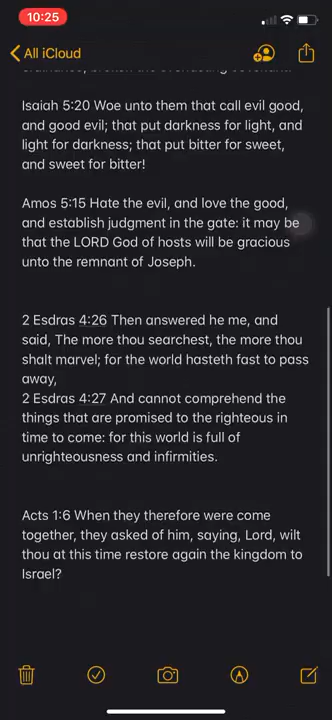 10:25
All iCloud
Isaiah 5:20 Woe unto them that call evil good,
and good evil; that put darkness for light, and
light for darkness; that put bitter for sweet,
and sweet for bitter!
Amos 5:15 Hate the evil, and love the good,
and establish judgment in the gate: it may be
that the LORD God of hosts will be gracious
unto the remnant of Joseph.
2 Esdras 4:26 Then answered he me, and
said, The more thou searchest, the more thou
shalt marvel; for the world hasteth fast to pass
away,
2 Esdras 4:27 And cannot comprehend the
things that are promised to the righteous in
time to come: for this world is full of
unrighteousness and infirmities.
Acts 1:6 When they therefore were come
together, they asked of him, saying, Lord, wilt
thou at this time restore again the kingdom to
Israel?